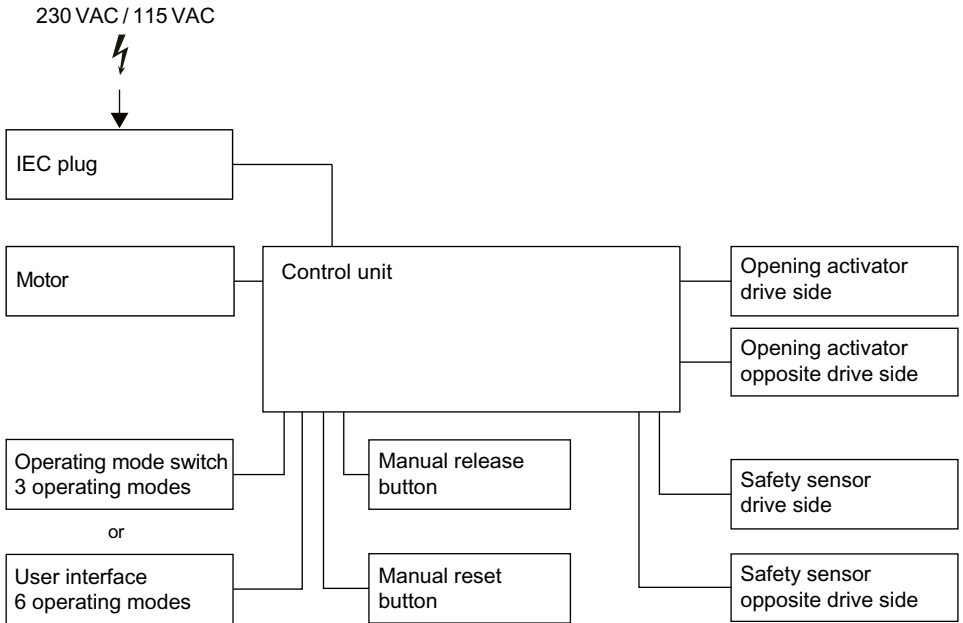 230 VAC / 115 VAC
IEC plug
Motor
Control unit
Opening activator
drive side
Opening activator
opposite drive side
Operating mode switch
3 operating modes
or
User interface
6 operating modes
Manual release
button
Manual reset
button
Safety sensor
drive side
Safety sensor
opposite drive side